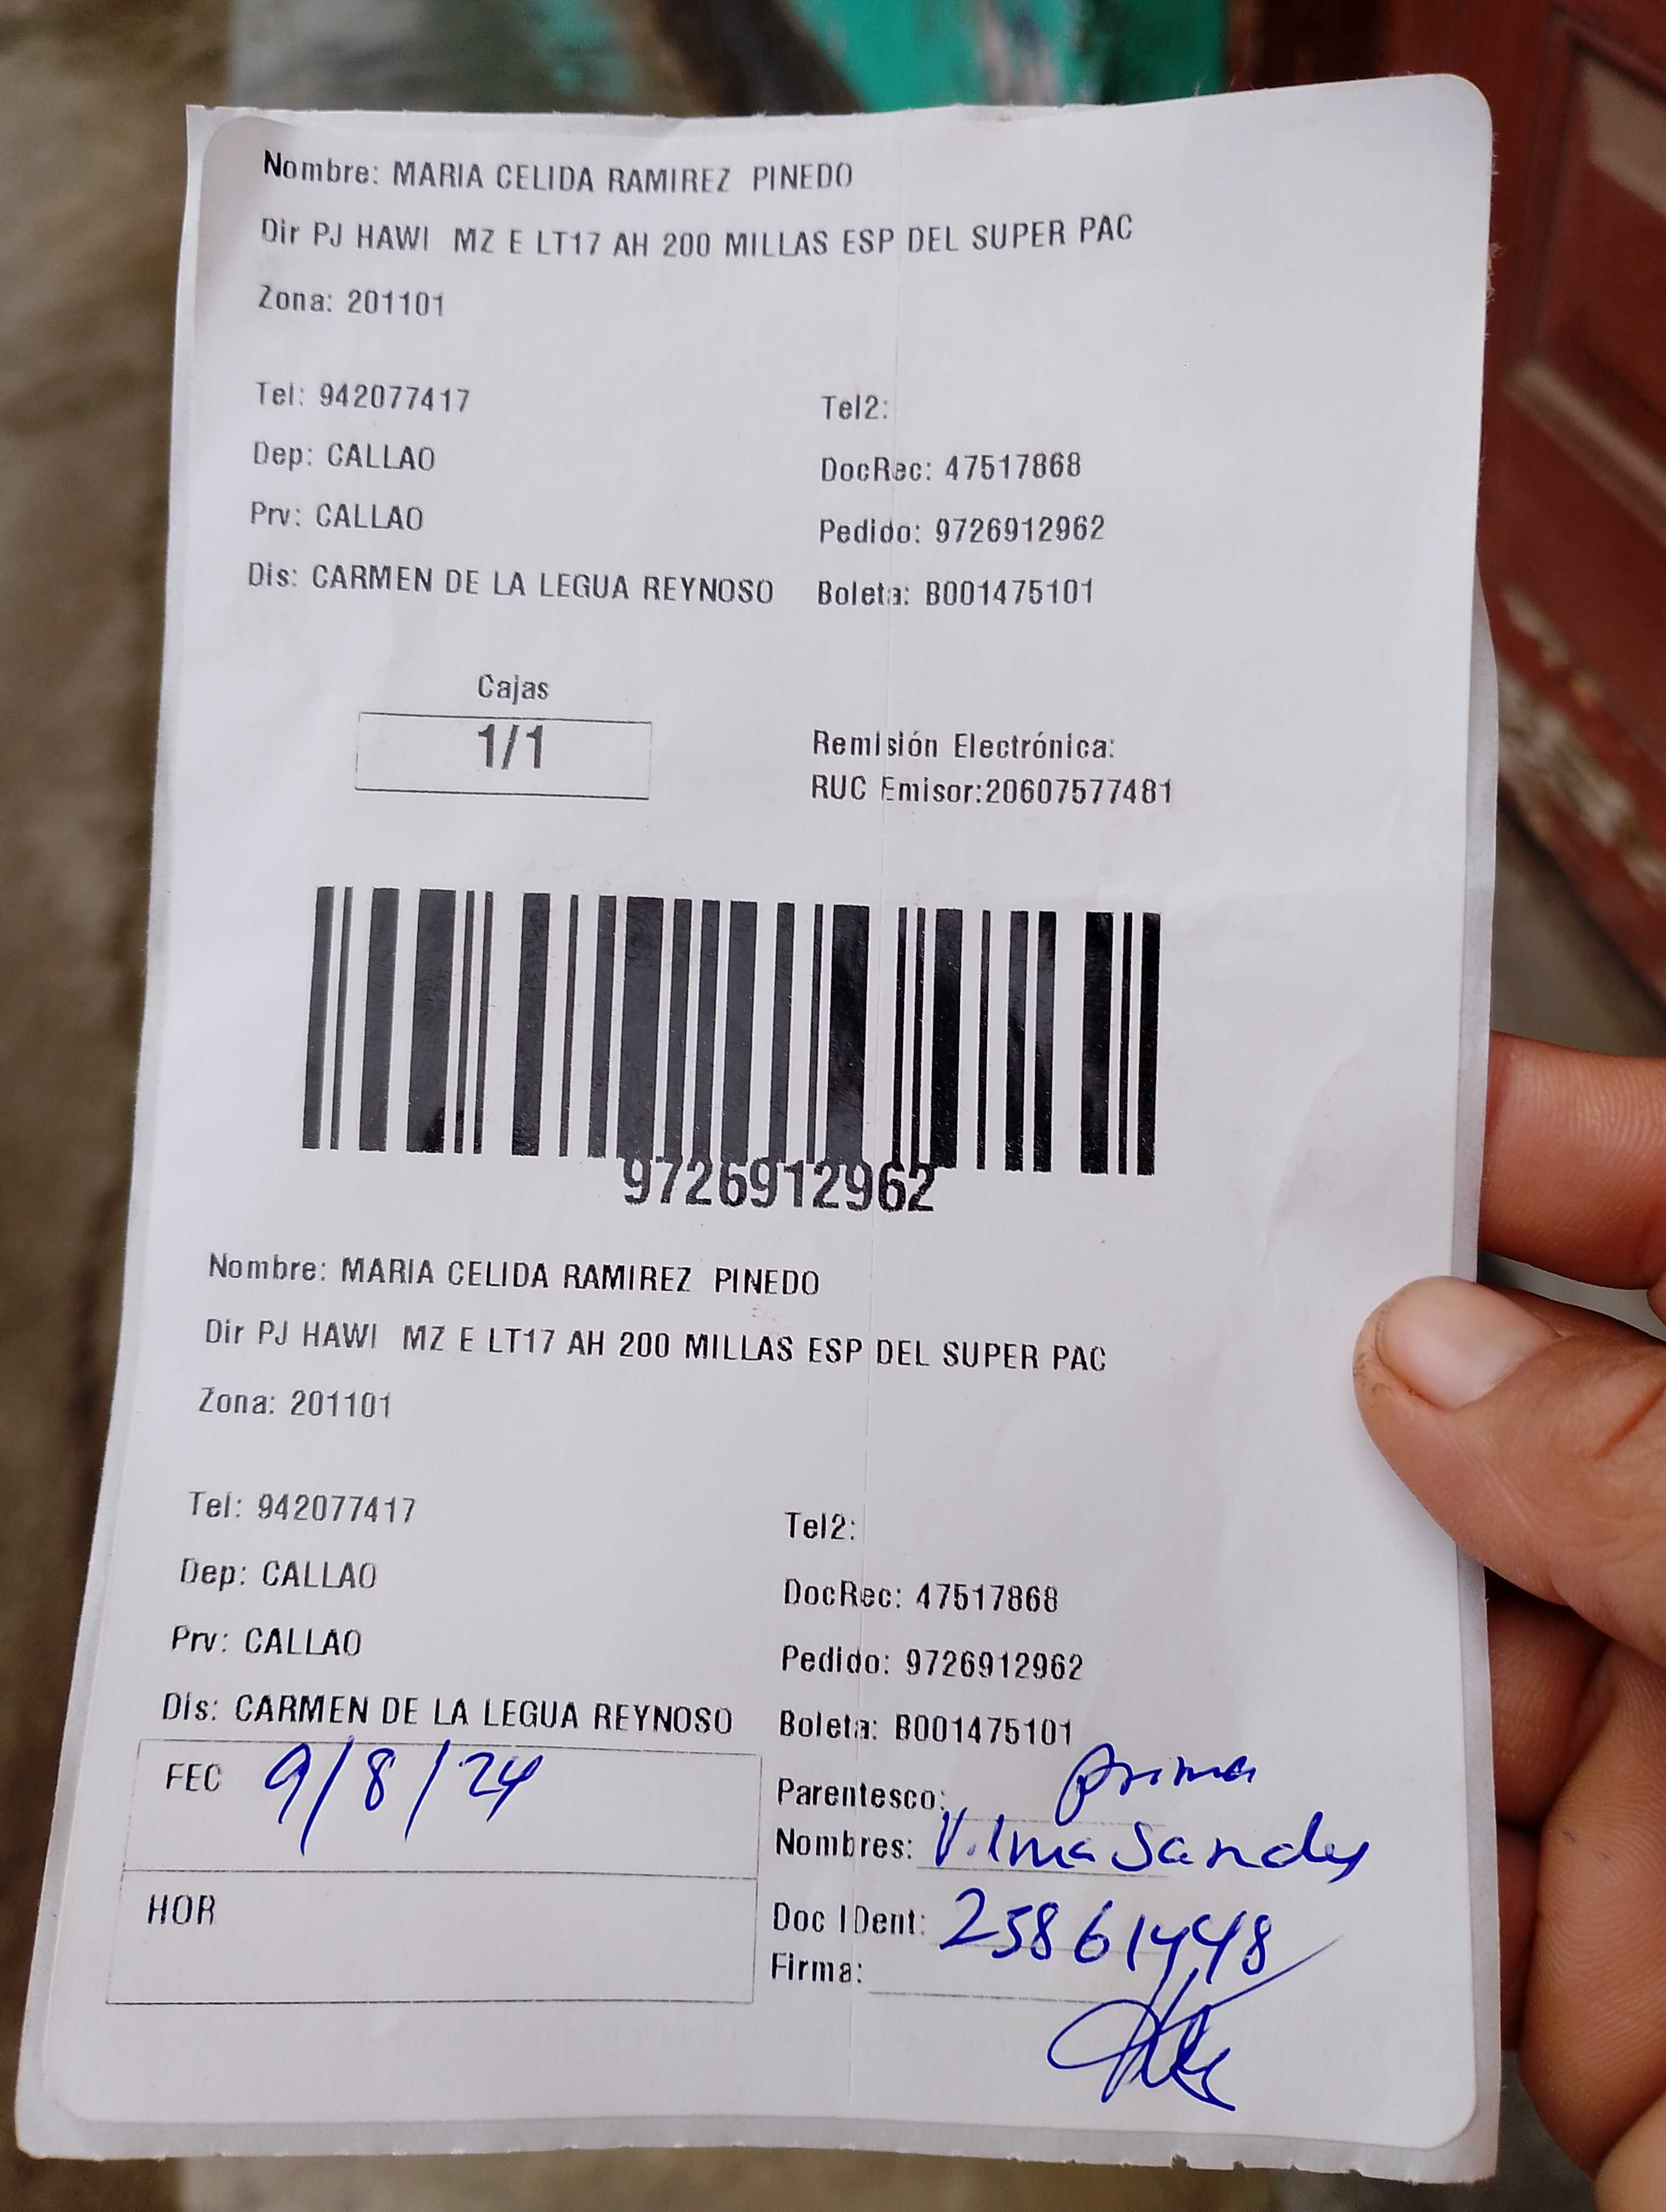 Nombre: MARIA CELIDA RAMIREZ PINEDO
Dir PJ HAWI MZ E LT17 AH 200 MILLAS ESP DEL SUPER PAC
Zona: 201101
Tel: 942077417 Tel2:
Dep: CALLAO DocRec: 47517868
Prv: CALLAO Pedido: 9726912962
Dis: CARMEN DE LA LEGUA REYNOSO Boleta: B001475101
Cajas
1/1
Remisión Electrónica:
RUC Emisor:20607577481
9726912962
Nombre: MARIA CELIDA RAMIREZ PINEDO
Dir PJ HAWI MZ E LT17 AH 200 MILLAS ESP DEL SUPER PAC
Zona: 201101
Tel: 942077417 Tel2:
Dep: CALLAO DocRec: 47517868
Prv: CALLAO Pedido: 9726912962
Dis: CARMEN DE LA LEGUA REYNOSO Boleta: B001475101
FEC 9/8/24
Parentesco: prima
Nombres: Vilma
HOR
Doc IDent: 25861448
Firma: